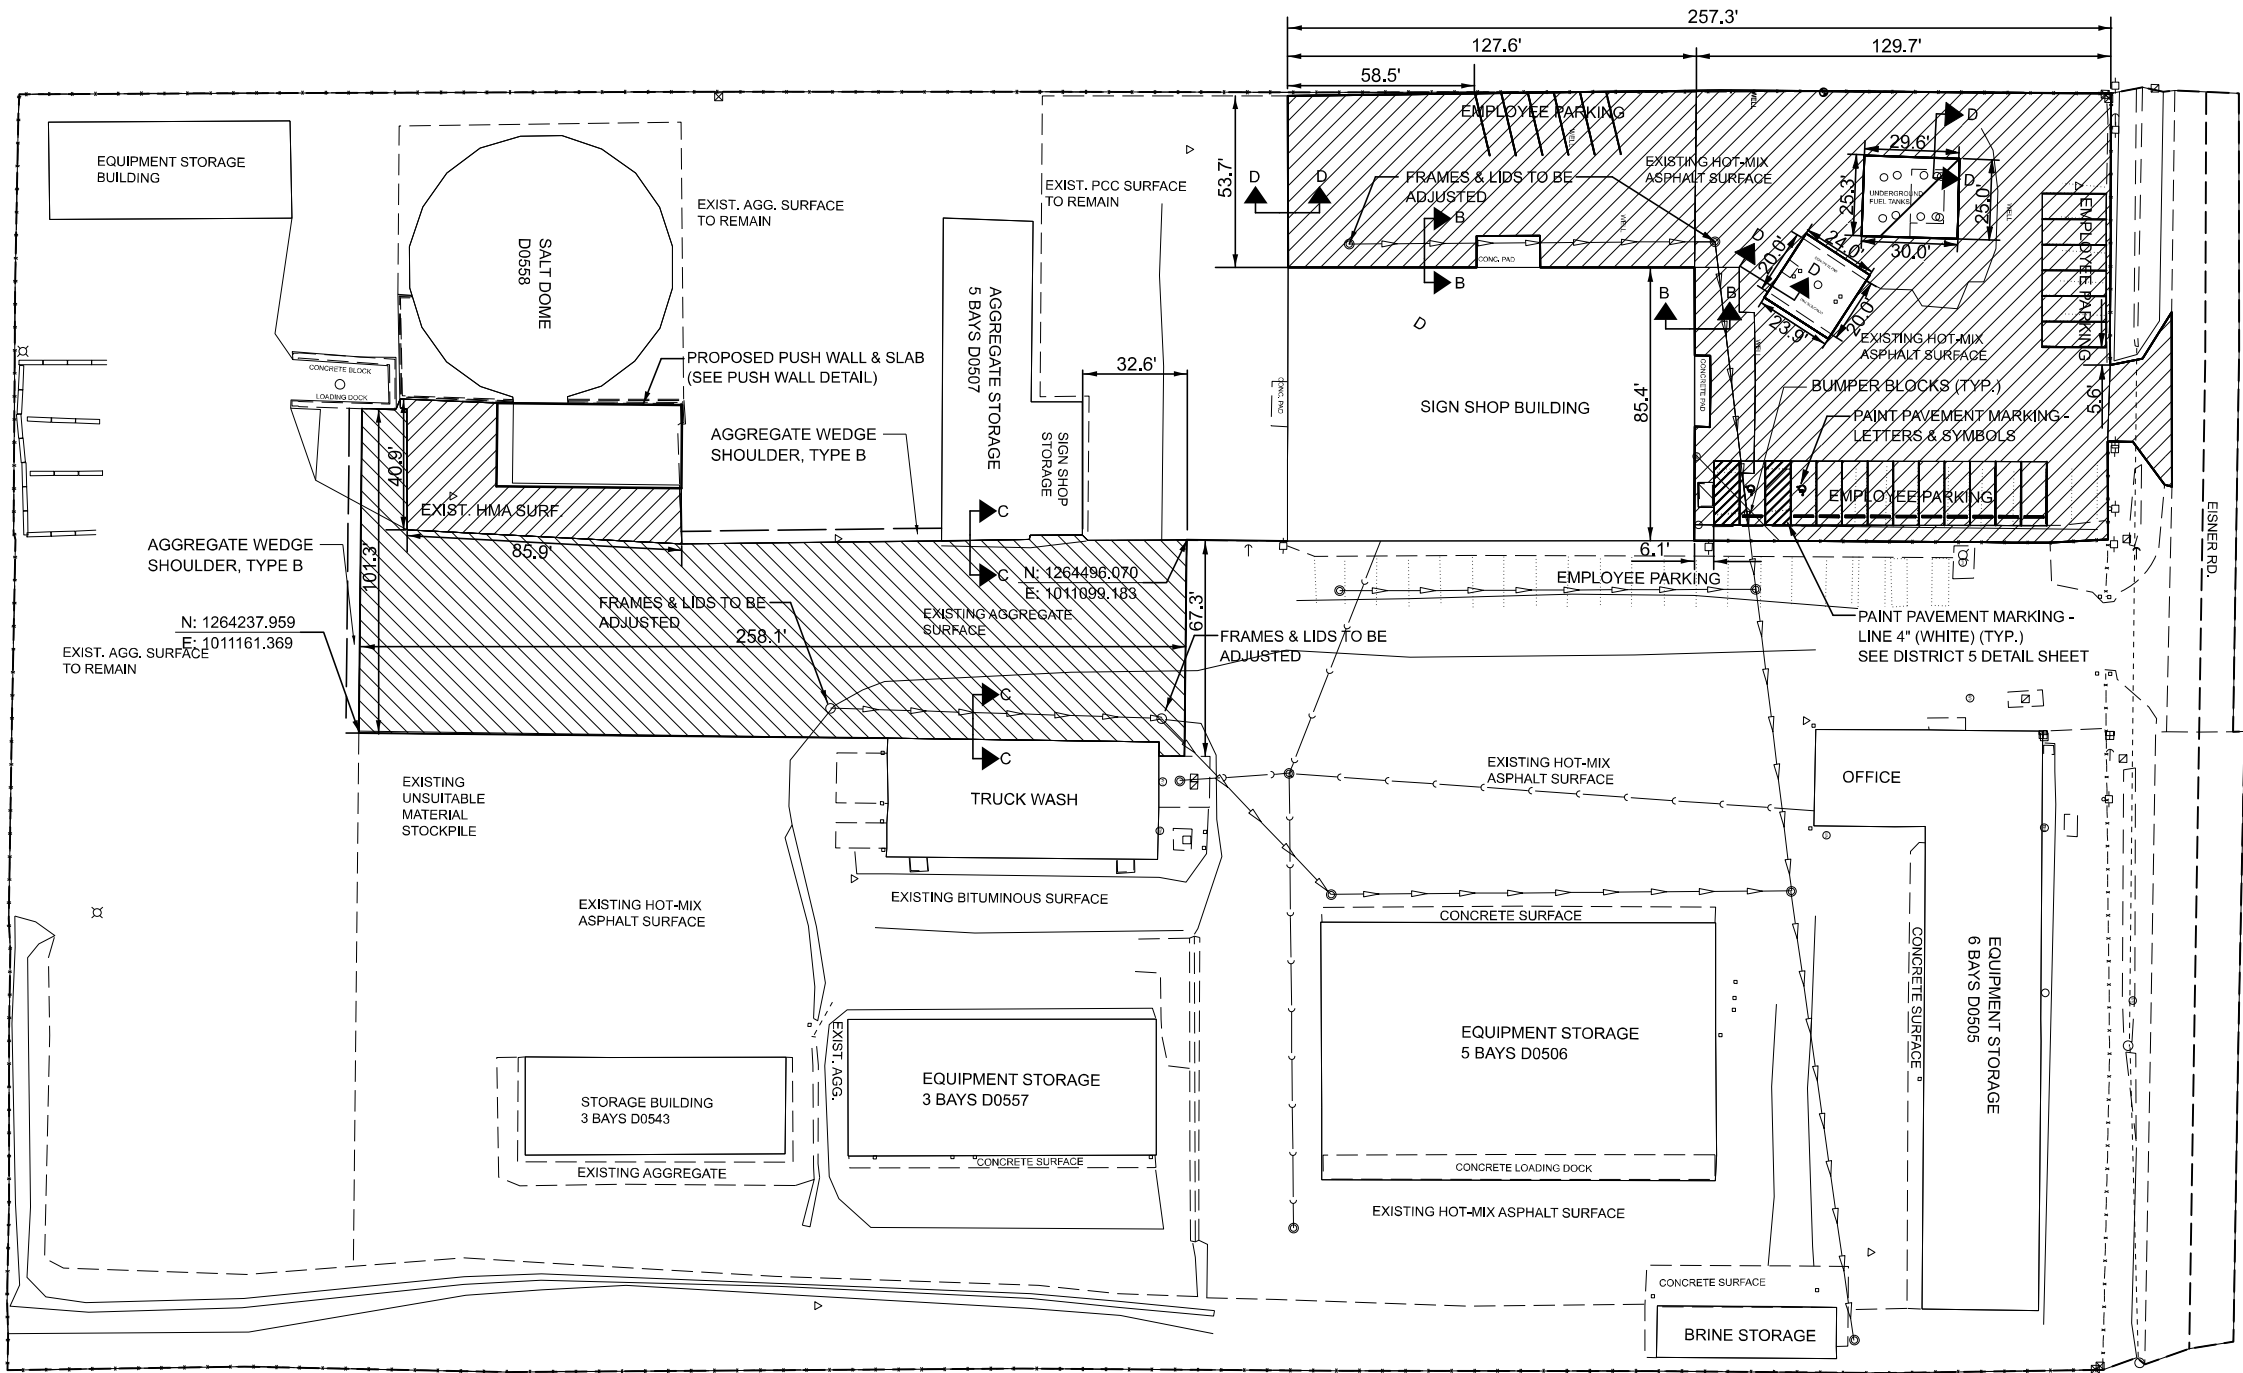 257.3'
127.6'
129.7'
58.5'
EMPLOYEE PARKING
WELL
WELL
53.7'
EXISTING HOT-MIX
ASPHALT SURFACE
FRAMES & LIDS TO BE
ADJUSTED
D
D
B
B
CONC. PAD
WELL
D
D
29.6'
25.3'
25.0'
30.0'
UNDERGROUND
FUEL TANKS
WELL
EMPLOYEE PARKING
24.0'
20.0'
20.0'
23.9'
D
D
D
B
B
WELL
EXISTING HOT-MIX
ASPHALT SURFACE
5.6'
BUMPER BLOCKS (TYP.)
PAINT PAVEMENT MARKING -
LETTERS & SYMBOLS
EMPLOYEE PARKING
CONCRETE PAD
CONC. PAD
SIGN SHOP BUILDING
85.4'
6.1'
EMPLOYEE PARKING
PAINT PAVEMENT MARKING -
LINE 4" (WHITE) (TYP.)
SEE DISTRICT 5 DETAIL SHEET
EISNER RD.
EQUIPMENT STORAGE
BUILDING
SALT DOME
D0558
EXIST. AGG. SURFACE
TO REMAIN
EXIST. PCC SURFACE
TO REMAIN
AGGREGATE STORAGE
5 BAYS D0507
SIGN SHOP
STORAGE
32.6'
PROPOSED PUSH WALL & SLAB
(SEE PUSH WALL DETAIL)
AGGREGATE WEDGE
SHOULDER, TYPE B
CONCRETE BLOCK
LOADING DOCK
40.9'
EXIST. HMA SURF.
85.9'
101.3'
AGGREGATE WEDGE
SHOULDER, TYPE B
N: 1264237.959
E: 1011161.369
EXIST. AGG. SURFACE
TO REMAIN
C
C
N: 1264496.070
E: 1011099.183
FRAMES & LIDS TO BE
ADJUSTED
EXISTING AGGREGATE
SURFACE
258.1'
67.3'
FRAMES & LIDS TO BE
ADJUSTED
C
C
EXISTING
UNSUITABLE
MATERIAL
STOCKPILE
TRUCK WASH
EXISTING HOT-MIX
ASPHALT SURFACE
OFFICE
EXISTING BITUMINOUS SURFACE
EXISTING HOT-MIX
ASPHALT SURFACE
CONCRETE SURFACE
EQUIPMENT STORAGE
5 BAYS D0506
CONCRETE LOADING DOCK
CONCRETE SURFACE
EQUIPMENT STORAGE
6 BAYS D0505
EXIST. AGG.
EQUIPMENT STORAGE
3 BAYS D0557
CONCRETE SURFACE
STORAGE BUILDING
3 BAYS D0543
EXISTING AGGREGATE
EXISTING HOT-MIX ASPHALT SURFACE
CONCRETE SURFACE
BRINE STORAGE